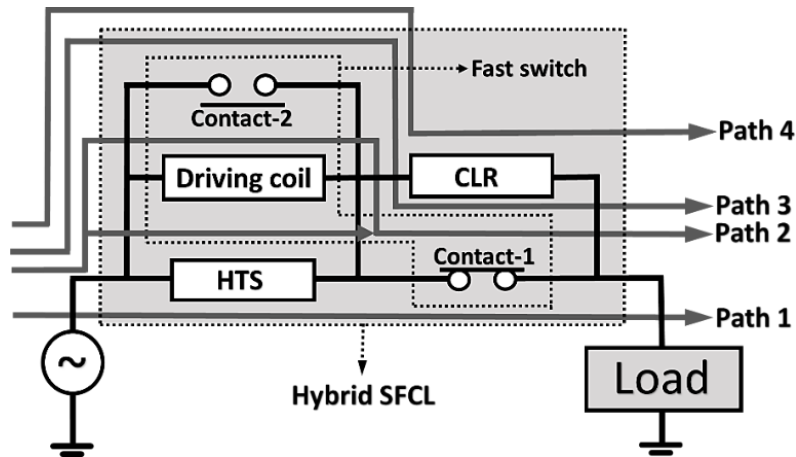 Fast switch
Contact-2
Path 4
Driving coil
CLR
Path 3
Path 2
Contact-1
HTS
Path 1
~
Hybrid SFCL
Load